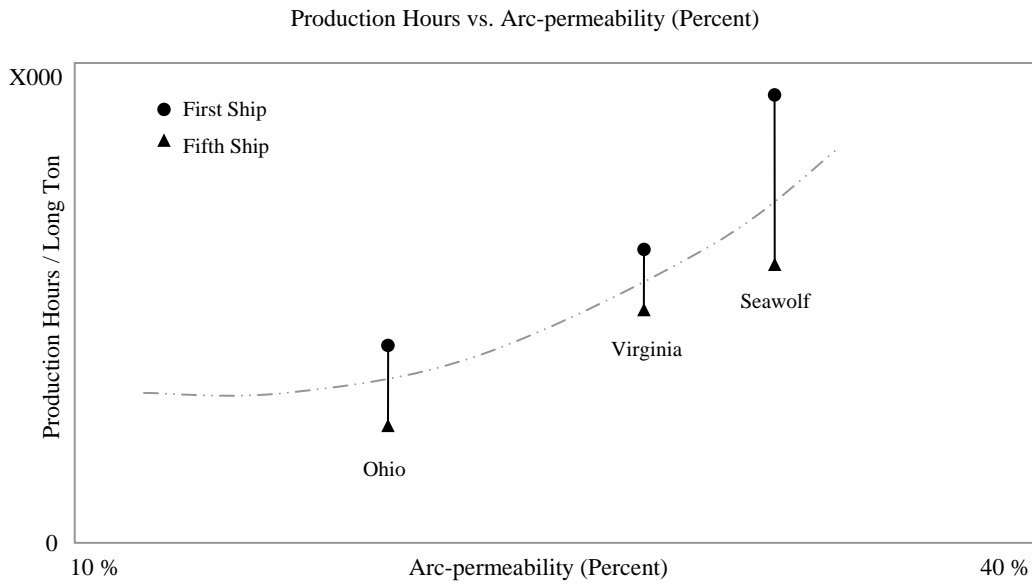 Production Hours vs. Arc-permeability (Percent)
X000
First Ship
Fifth Ship
Production Hours / Long Ton
Seawolf
Virginia
Ohio
0
10 %
Arc-permeability (Percent)
40 %